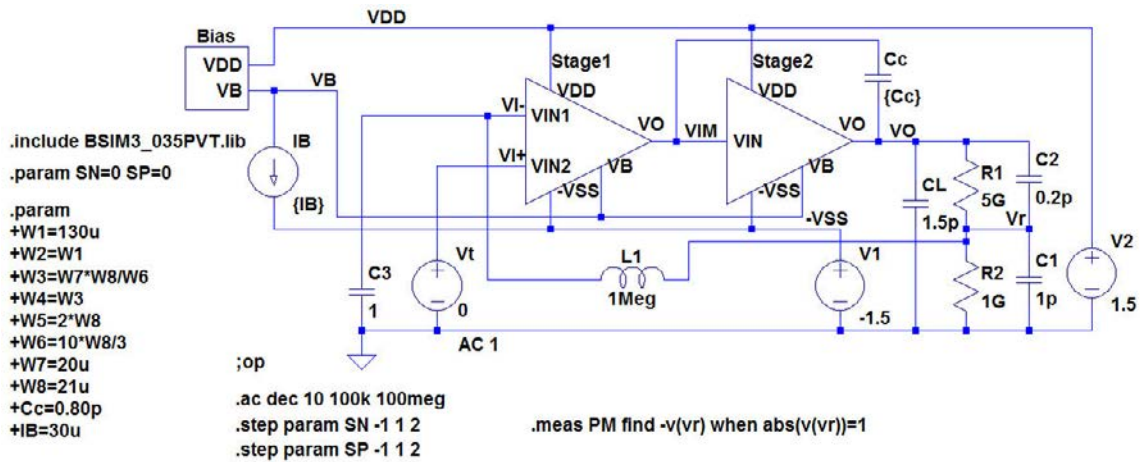 VDD
Bias
VDD
VB
VB
Stage1
VDD
VI-
VIN1
VI+
VIN2
VO
VB
-VSS
VIM
Stage2
VDD
VIN
VO
VB
-VSS
Cc
{Cc}
VO
.include BSIM3_035PVT.lib
.param SN=0 SP=0
IB
{IB}
CL
1.5p
R1
5G
C2
0.2p
Vr
-VSS
.param
+W1=130u
+W2=W1
+W3=W7*W8/W6
+W4=W3
+W5=2*W8
+W6=10*W8/3
+W7=20u
+W8=21u
+Cc=0.80p
+IB=30u
C3
1
Vt
0
AC 1
L1
1Meg
V1
-1.5
R2
1G
C1
1p
V2
1.5
;op
.ac dec 10 100k 100meg
.step param SN -1 1 2
.step param SP -1 1 2
.meas PM find -v(vr) when abs(v(vr))=1